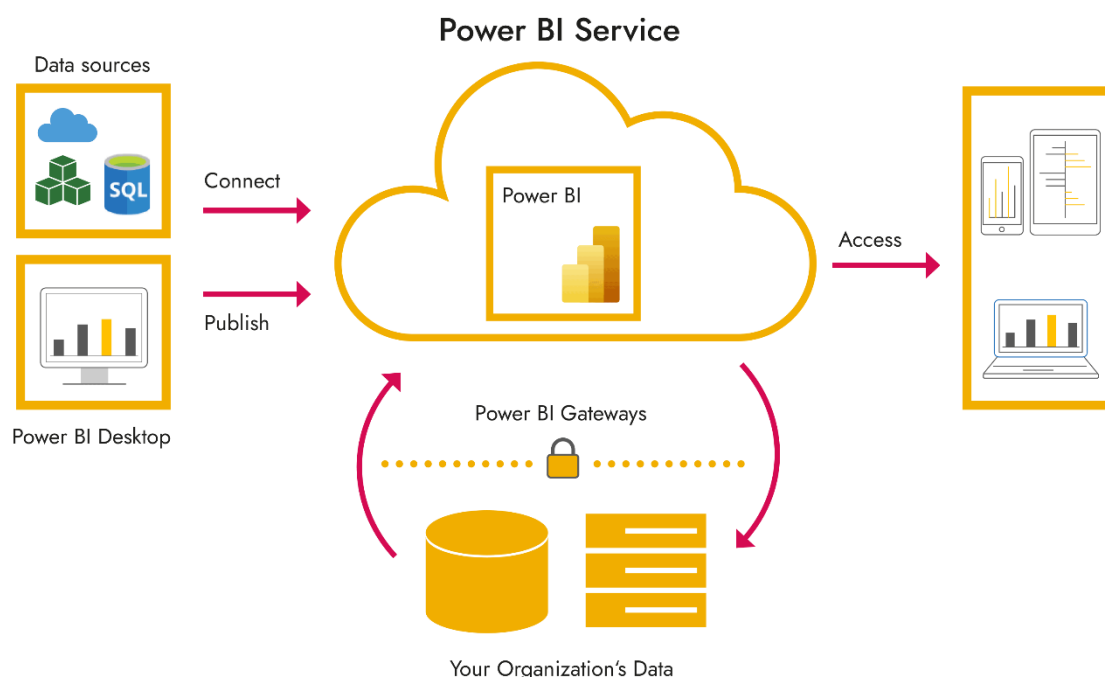 Power BI Service
Data sources
SQL
Connect
Power BI
Access
Publish
Power BI Desktop
Power BI Gateways
Your Organization's Data